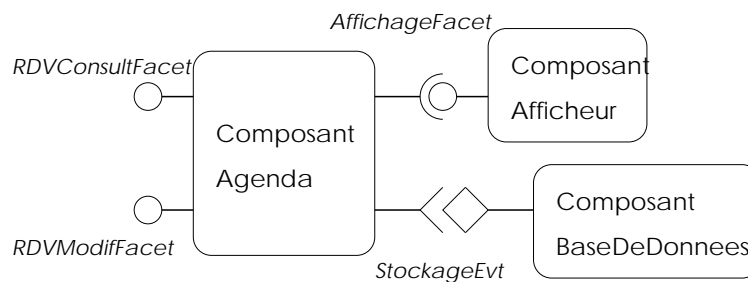 AffichageFacet
RDVConsultFacet
Composant
Afficheur
Composant
Agenda
Composant
BaseDeDonnees
RDVModifFacet
StockageEvt